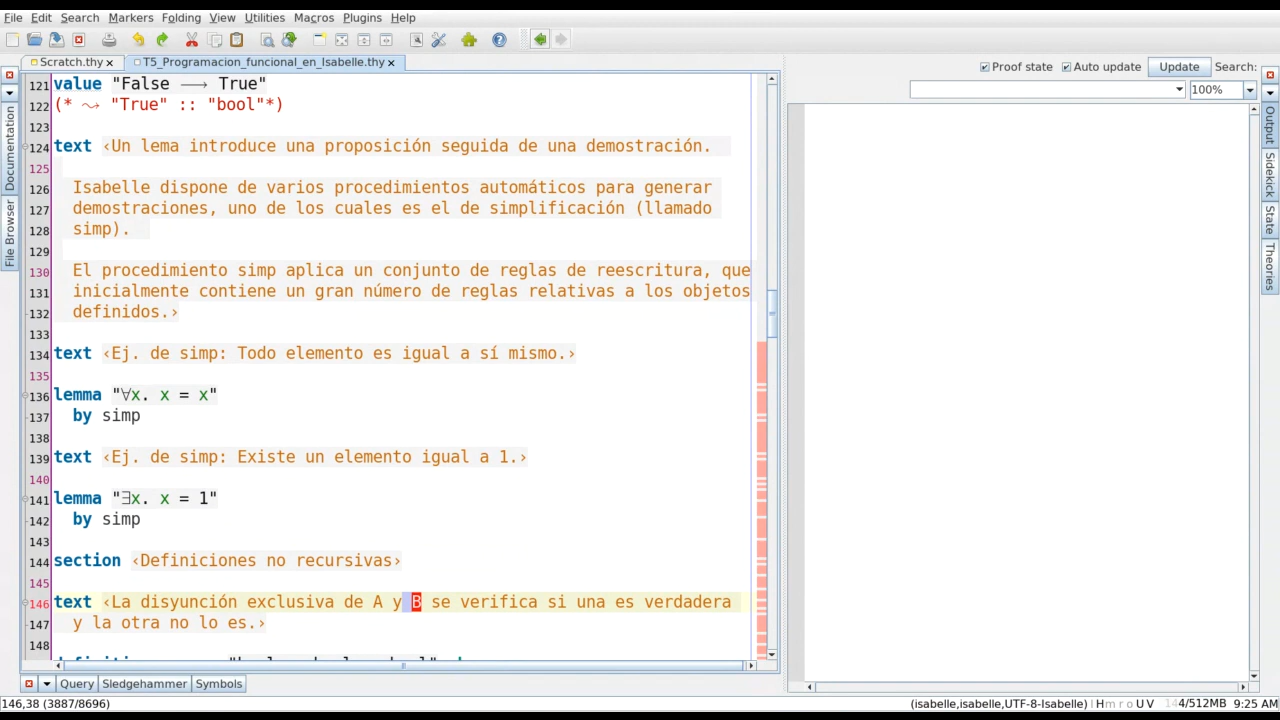 File Edit Search Markers Folding View Utilities Macros Plugins Help
Scratch.thy
T5_Programacion_funcional_en_Isabelle.thy
Proof state
Auto update
Update
Search:
100%
Documentation
File Browser
Output
Sidekick
State
Theories
121 value "False ⟶ True"
122 (* ⤳ "True" :: "bool"*)
123
124 text ‹Un lema introduce una proposición seguida de una demostración.
125
126 Isabelle dispone de varios procedimientos automáticos para generar
127 demostraciones, uno de los cuales es el de simplificación (llamado
128 simp).
129
130 El procedimiento simp aplica un conjunto de reglas de reescritura, que
131 inicialmente contiene un gran número de reglas relativas a los objetos
132 definidos.›
133
134 text ‹Ej. de simp: Todo elemento es igual a sí mismo.›
135
136 lemma "∀x. x = x"
137 by simp
138
139 text ‹Ej. de simp: Existe un elemento igual a 1.›
140
141 lemma "∃x. x = 1"
142 by simp
143
144 section ‹Definiciones no recursivas›
145
146 text ‹La disyunción exclusiva de A y B se verifica si una es verdadera
147 y la otra no lo es.›
148
Query Sledgehammer Symbols
146,38 (3887/8696)
(isabelle,isabelle,UTF-8-Isabelle) | H m r o U V
4/512MB 9:25 AM